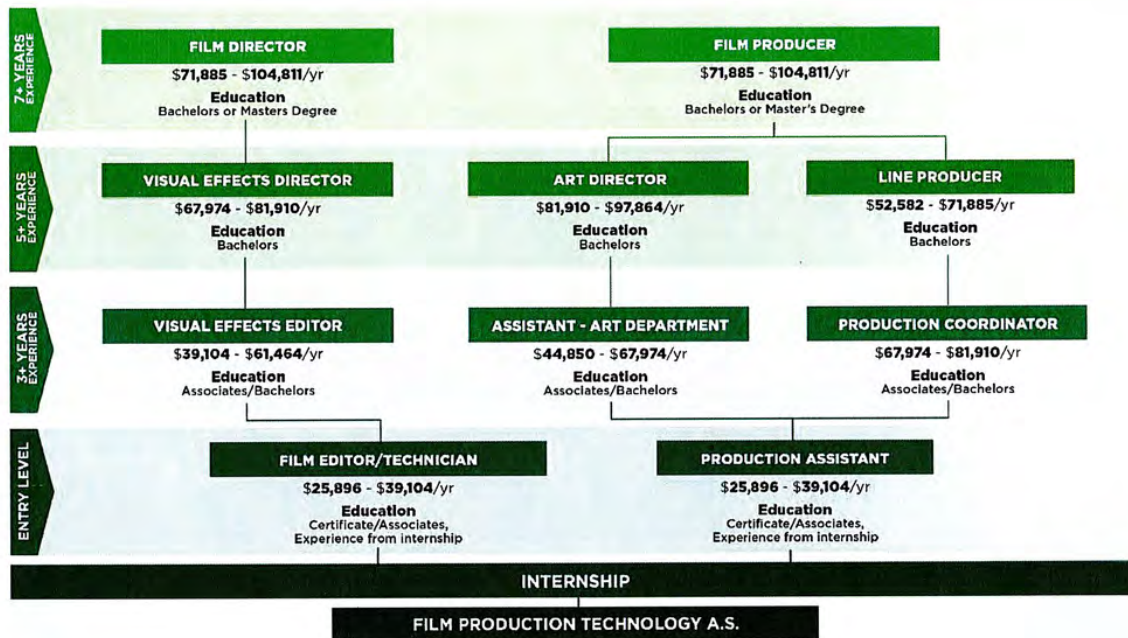 7+ YEARS
EXPERIENCE
FILM DIRECTOR
$71,885 - $104,811/yr
Education
Bachelors or Masters Degree
FILM PRODUCER
$71,885 - $104,811/yr
Education
Bachelors or Master's Degree
5+ YEARS
EXPERIENCE
VISUAL EFFECTS DIRECTOR
$67,974 - $81,910/yr
Education
Bachelors
ART DIRECTOR
$81,910 - $97,864/yr
Education
Bachelors
LINE PRODUCER
$52,582 - $71,885/yr
Education
Bachelors
3+ YEARS
EXPERIENCE
VISUAL EFFECTS EDITOR
$39,104 - $61,464/yr
Education
Associates/Bachelors
ASSISTANT - ART DEPARTMENT
$44,850 - $67,974/yr
Education
Associates/Bachelors
PRODUCTION COORDINATOR
$67,974 - $81,910/yr
Education
Associates/Bachelors
ENTRY LEVEL
FILM EDITOR/TECHNICIAN
$25,896 - $39,104/yr
Education
Certificate/Associates,
Experience from internship
PRODUCTION ASSISTANT
$25,896 - $39,104/yr
Education
Certificate/Associates,
Experience from internship
INTERNSHIP
FILM PRODUCTION TECHNOLOGY A.S.